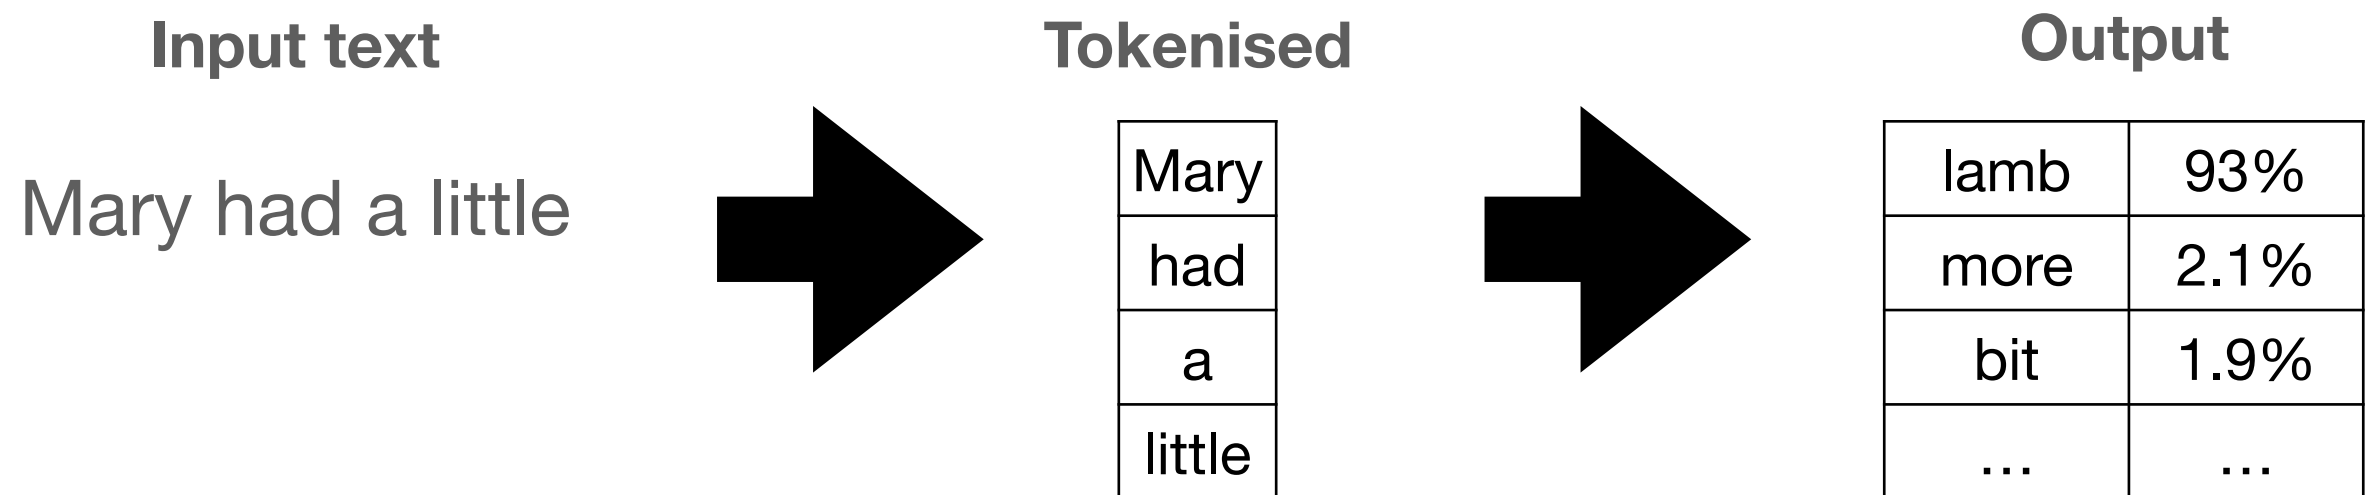 Input text
Mary had a little
Tokenised
Mary
had
a
little
Output
lamb 93%
more 2.1%
bit 1.9%
... ...